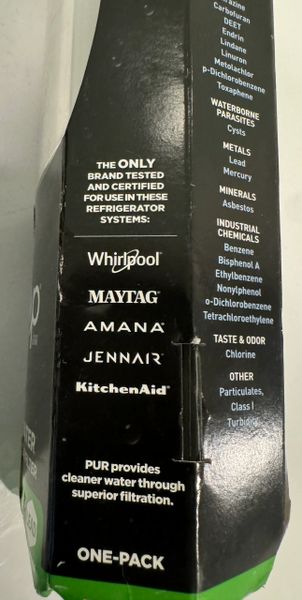 THE ONLY
BRAND TESTED
AND CERTIFIED
FOR USE IN THESE
REFRIGERATOR
SYSTEMS:
Whirlpool
MAYTAG
AMANA
JENNAIR
KitchenAid
PUR provides
cleaner water through
superior filtration.
ONE-PACK
Carbofuran
DEET
Endrin
Lindane
Linuron
Metolachlor
p-Dichlorobenzene
Toxaphene
WATERBORNE
PARASITES
Cysts
METALS
Lead
Mercury
MINERALS
Asbestos
INDUSTRIAL
CHEMICALS
Benzene
Bisphenol A
Ethylbenzene
Nonylphenol
o-Dichlorobenzene
Tetrachloroethylene
TASTE & ODOR
Chlorine
OTHER
Particulates,
Class I
Turbidity